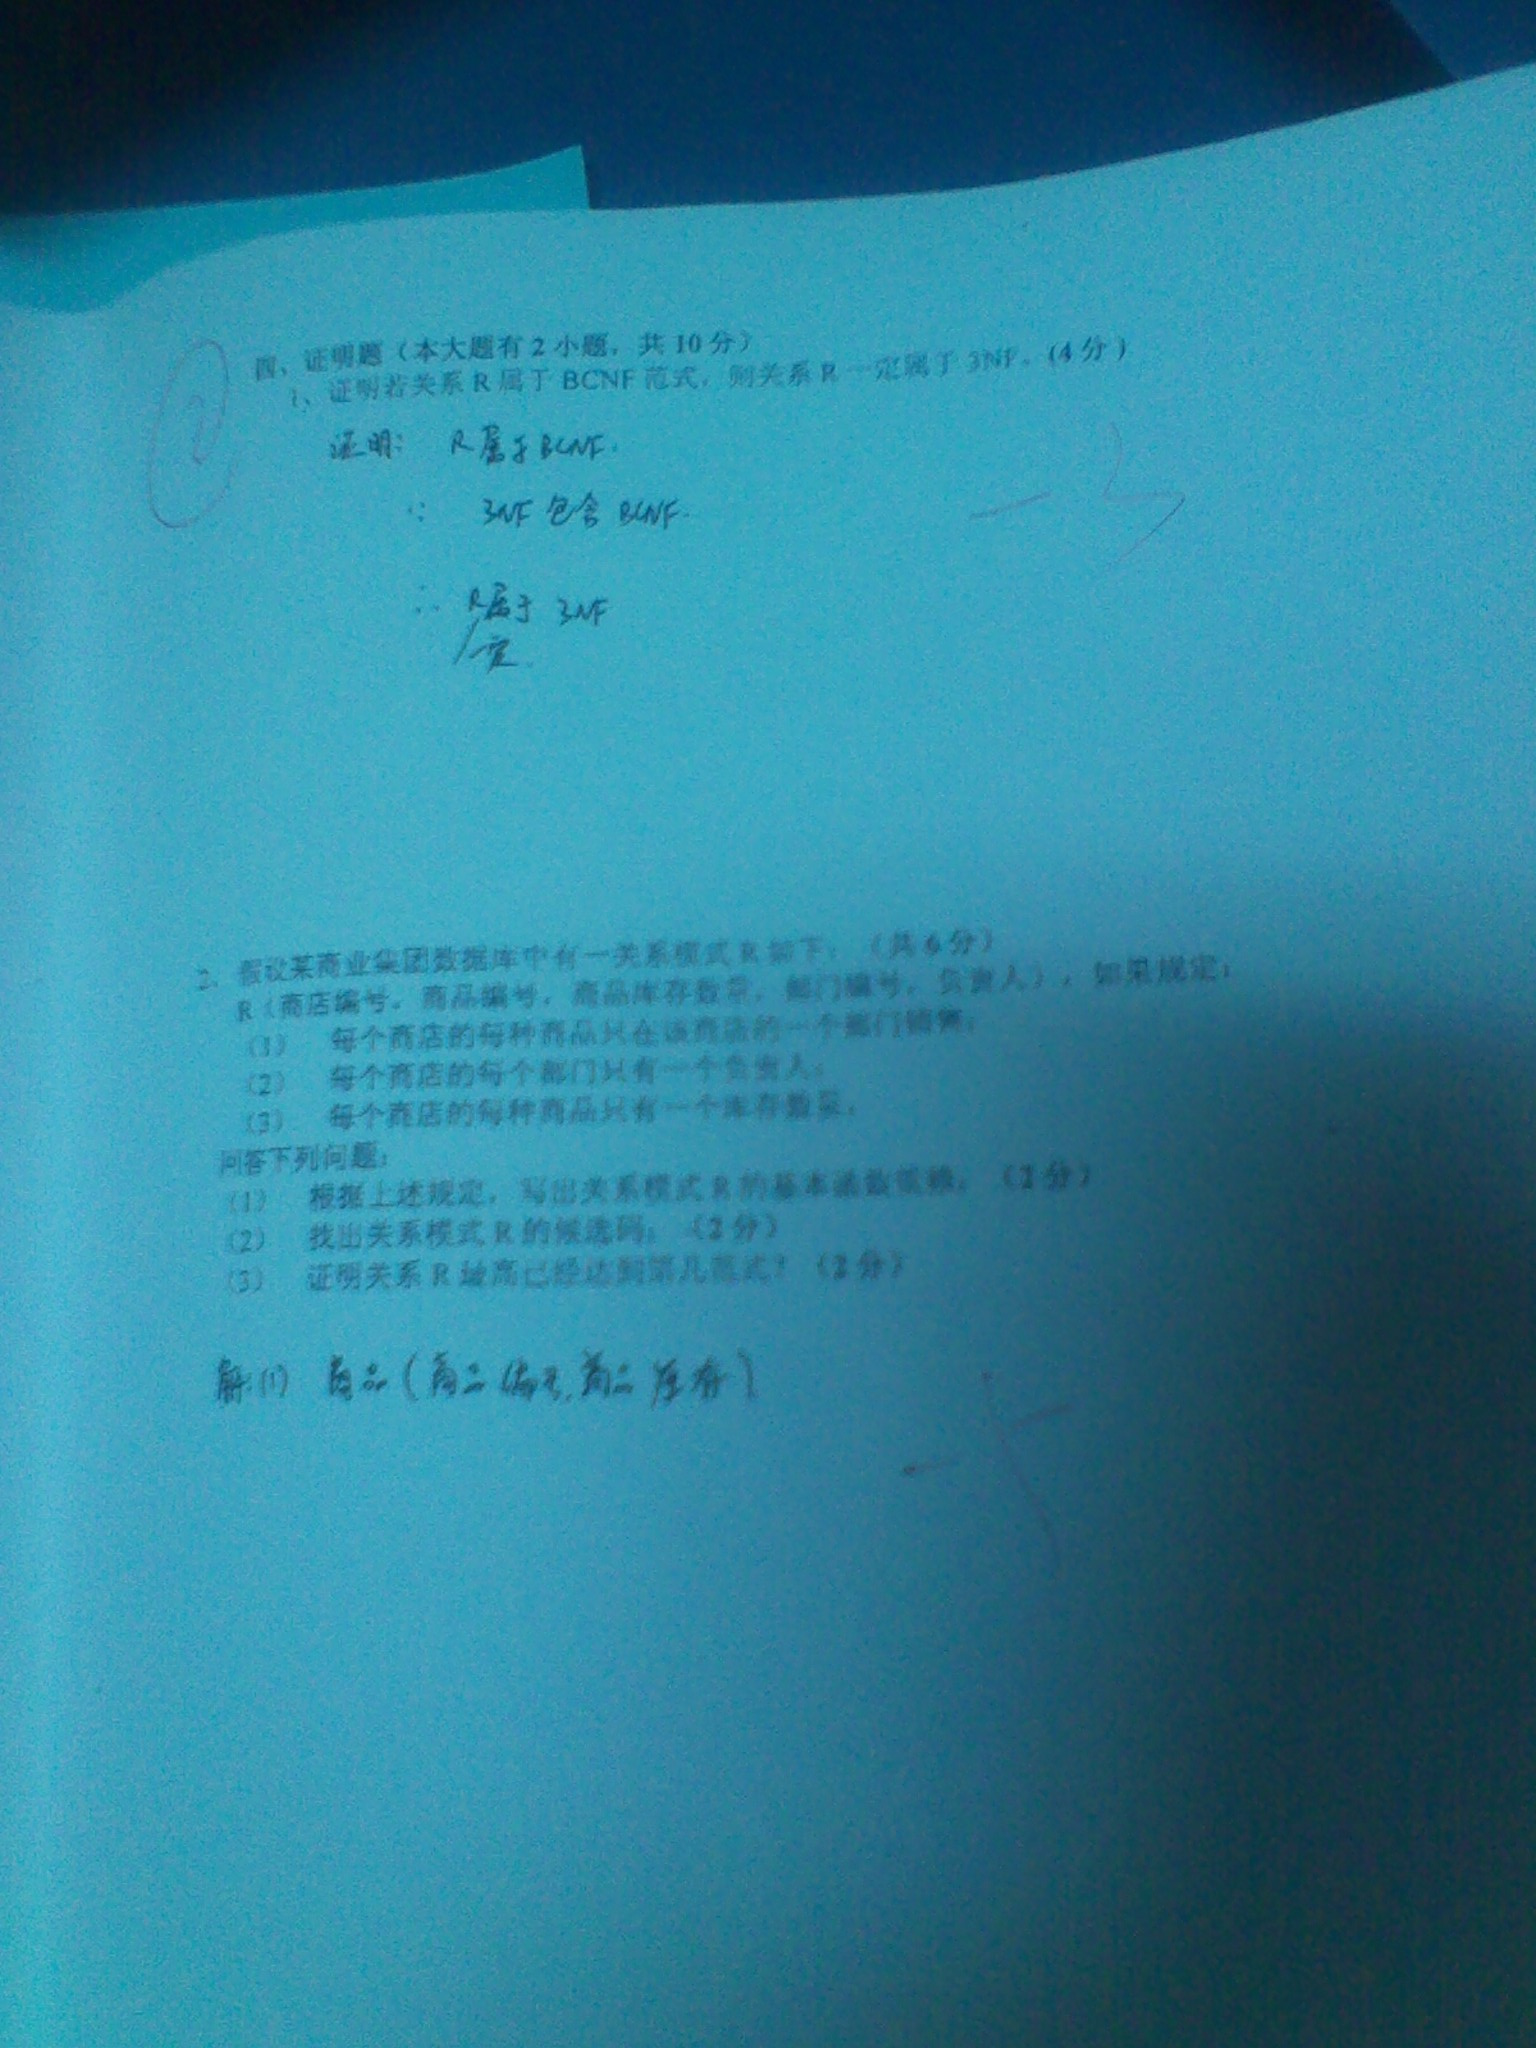 四、证明题（本大题有2小题，共10分）
1、证明若关系R属于BCNF范式，则关系R一定属于3NF。(4分)
证明： R属于BCNF.
∵ 3NF 包含 BCNF.
∴ R属于 3NF
一定
-3
2、假设某商业集团数据库中有一关系模式R如下：（共6分）
R（商店编号，商品编号，商品库存数量，部门编号，负责人），如果规定：
（1） 每个商店的每种商品只在该商店的一个部门销售；
（2） 每个商店的每个部门只有一个负责人；
（3） 每个商店的每种商品只有一个库存数量。
回答下列问题：
（1） 根据上述规定，写出关系模式R的基本函数依赖；（2分）
（2） 找出关系模式R的候选码；（2分）
（3） 证明关系R最高已经达到第几范式？（2分）
解:(1) 商品（商品编号,商品库存）